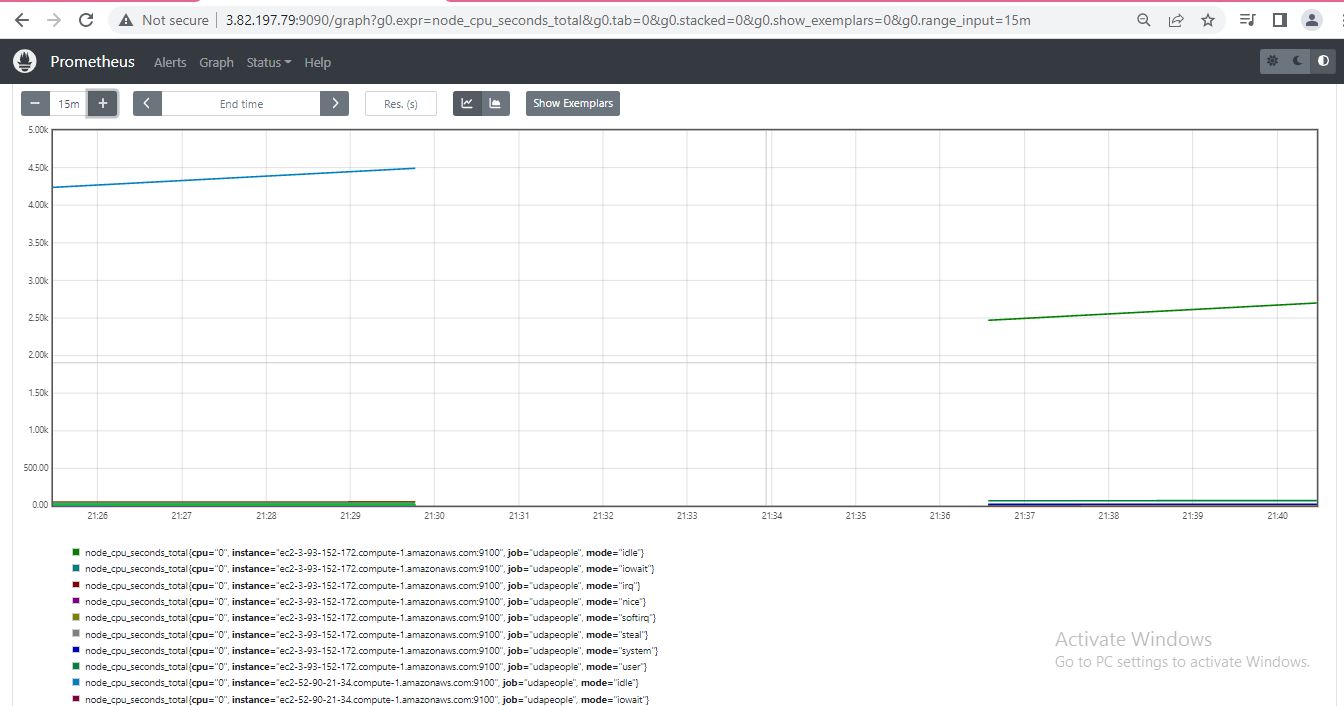 Not secure 3.82.197.79:9090/graph?g0.expr=node_cpu_seconds_total&g0.tab=0&g0.stacked=0&g0.show_exemplars=0&g0.range_input=15m
Prometheus Alerts Graph Status Help
− 15m + End time Res. (s) Show Exemplars
5.00k
4.50k
4.00k
3.50k
3.00k
2.50k
2.00k
1.50k
1.00k
500.00
0.00
21:26 21:27 21:28 21:29 21:30 21:31 21:32 21:33 21:34 21:35 21:36 21:37 21:38 21:39 21:40
node_cpu_seconds_total{cpu="0", instance="ec2-3-93-152-172.compute-1.amazonaws.com:9100", job="udapeople", mode="idle"}
node_cpu_seconds_total{cpu="0", instance="ec2-3-93-152-172.compute-1.amazonaws.com:9100", job="udapeople", mode="iowait"}
node_cpu_seconds_total{cpu="0", instance="ec2-3-93-152-172.compute-1.amazonaws.com:9100", job="udapeople", mode="irq"}
node_cpu_seconds_total{cpu="0", instance="ec2-3-93-152-172.compute-1.amazonaws.com:9100", job="udapeople", mode="nice"}
node_cpu_seconds_total{cpu="0", instance="ec2-3-93-152-172.compute-1.amazonaws.com:9100", job="udapeople", mode="softirq"}
node_cpu_seconds_total{cpu="0", instance="ec2-3-93-152-172.compute-1.amazonaws.com:9100", job="udapeople", mode="steal"}
node_cpu_seconds_total{cpu="0", instance="ec2-3-93-152-172.compute-1.amazonaws.com:9100", job="udapeople", mode="system"}
node_cpu_seconds_total{cpu="0", instance="ec2-3-93-152-172.compute-1.amazonaws.com:9100", job="udapeople", mode="user"}
node_cpu_seconds_total{cpu="0", instance="ec2-52-90-21-34.compute-1.amazonaws.com:9100", job="udapeople", mode="idle"}
node_cpu_seconds_total{cpu="0", instance="ec2-52-90-21-34.compute-1.amazonaws.com:9100", job="udapeople", mode="iowait"}
Activate Windows
Go to PC settings to activate Windows.